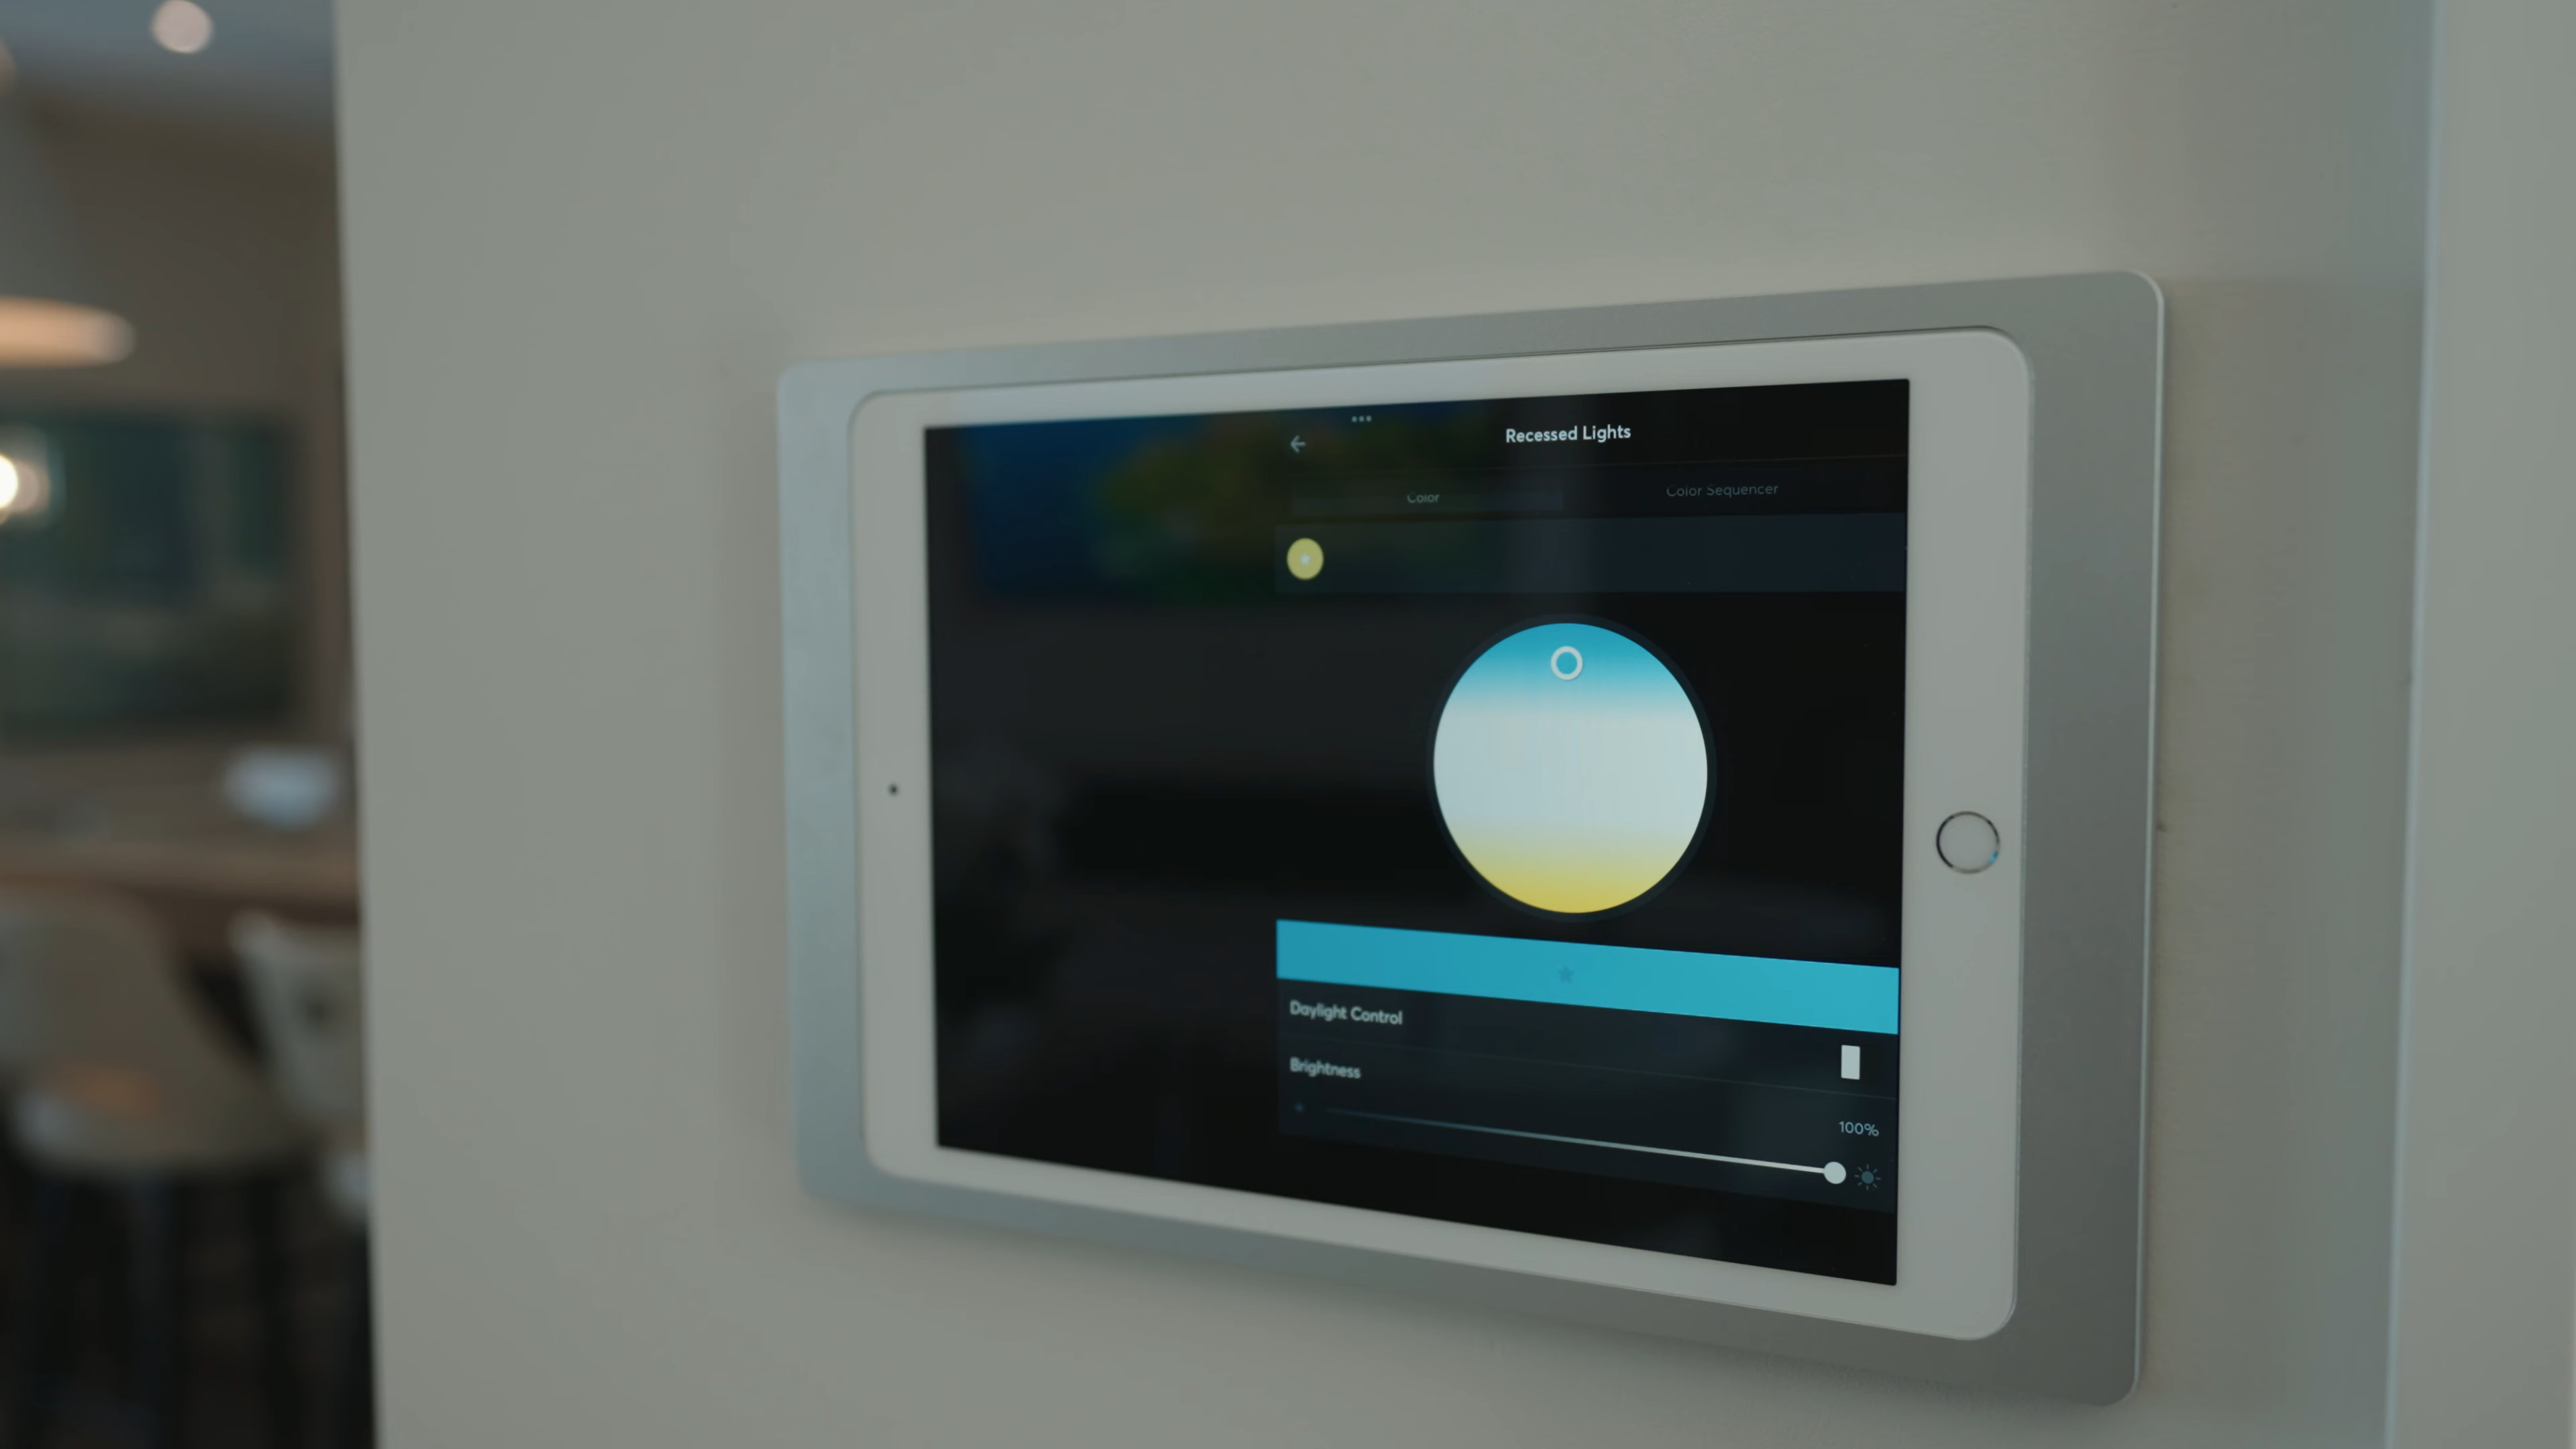 Recessed Lights
Color
Color Sequencer
Daylight Control
Brightness
100%